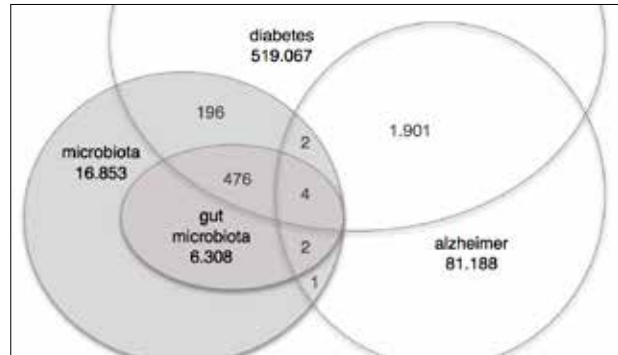 diabetes
519.067
196
2
1.901
microbiota
16.853
476
4
gut
microbiota
6.308
2
alzheimer
81.188
1